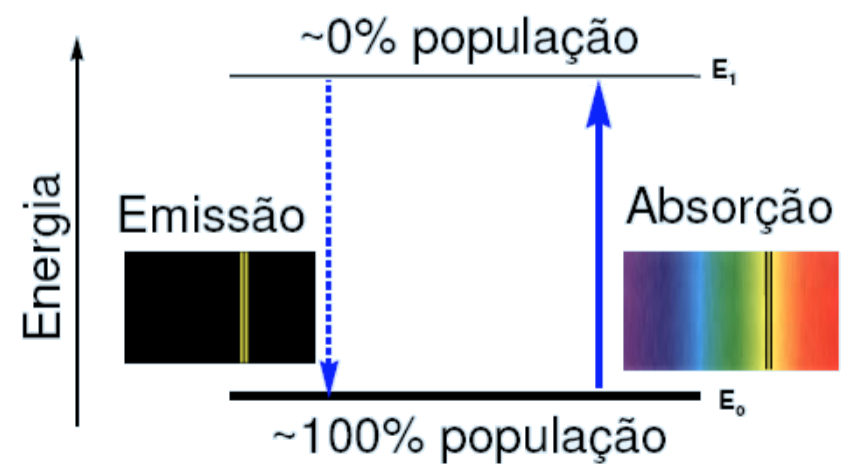 ~0% população
E₁
Energia
Emissão
Absorção
E₀
~100% população